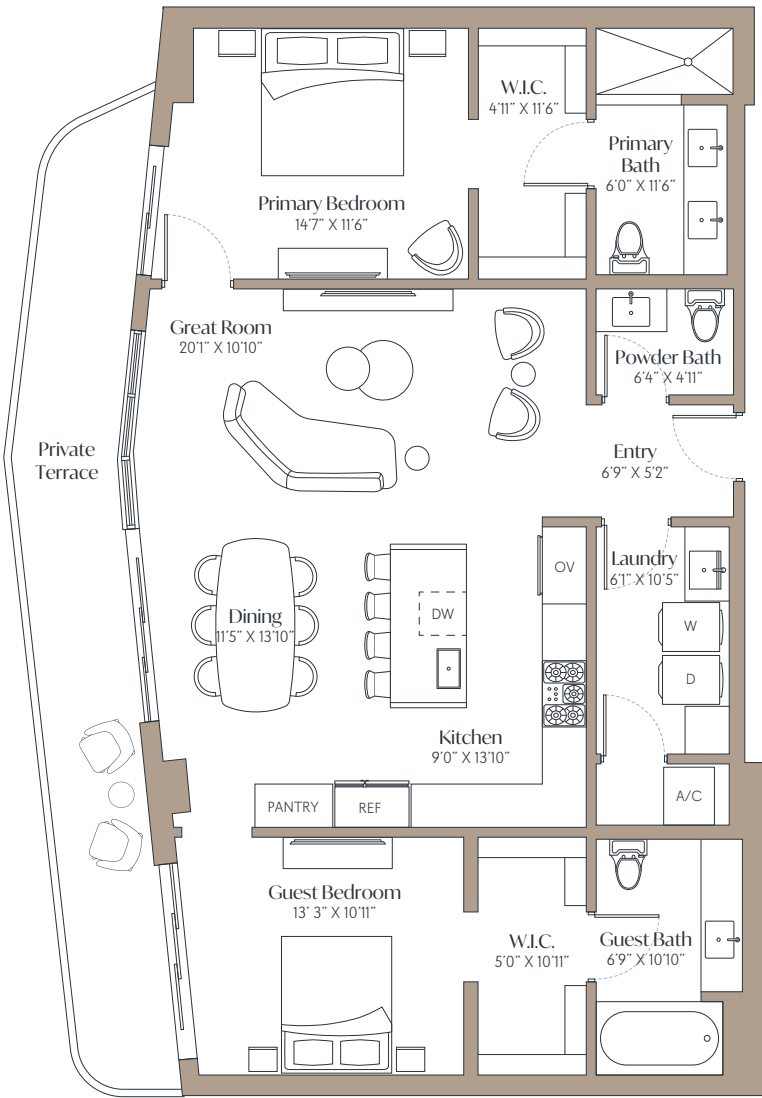 W.I.C.
4'11" X 11'6"
Primary
Bath
6'0" X 11'6"
Primary Bedroom
14'7" X 11'6"
Great Room
20'1" X 10'10"
Powder Bath
6'4" X 4'11"
Private
Terrace
Entry
6'9" X 5'2"
OV
Laundry
6'1" X 10'5"
DW
Dining
11'5" X 13'10"
W
D
Kitchen
9'0" X 13'10"
PANTRY
REF
A/C
Guest Bedroom
13' 3" X 10'11"
W.I.C.
5'0" X 10'11"
Guest Bath
6'9" X 10'10"